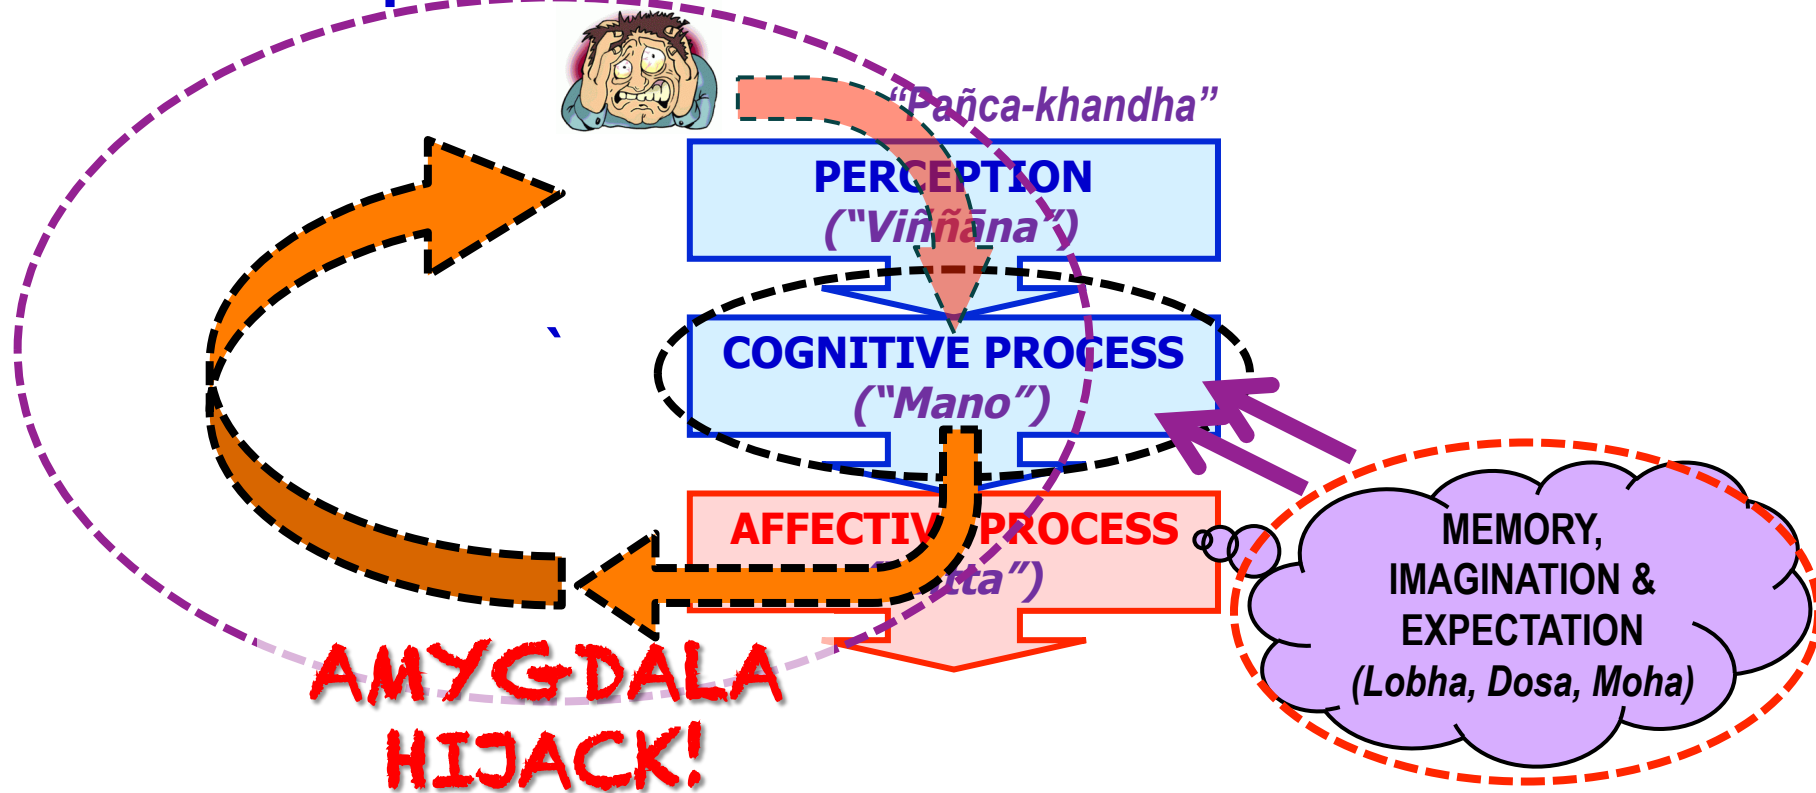 “Pañca-khandha”
PERCEPTION
(“Viññāna”)
`
COGNITIVE PROCESS
(“Mano”)
AFFECTIVE PROCESS
MEMORY,
IMAGINATION &
EXPECTATION
(Lobha, Dosa, Moha)
AMYGDALA
HIJACK!